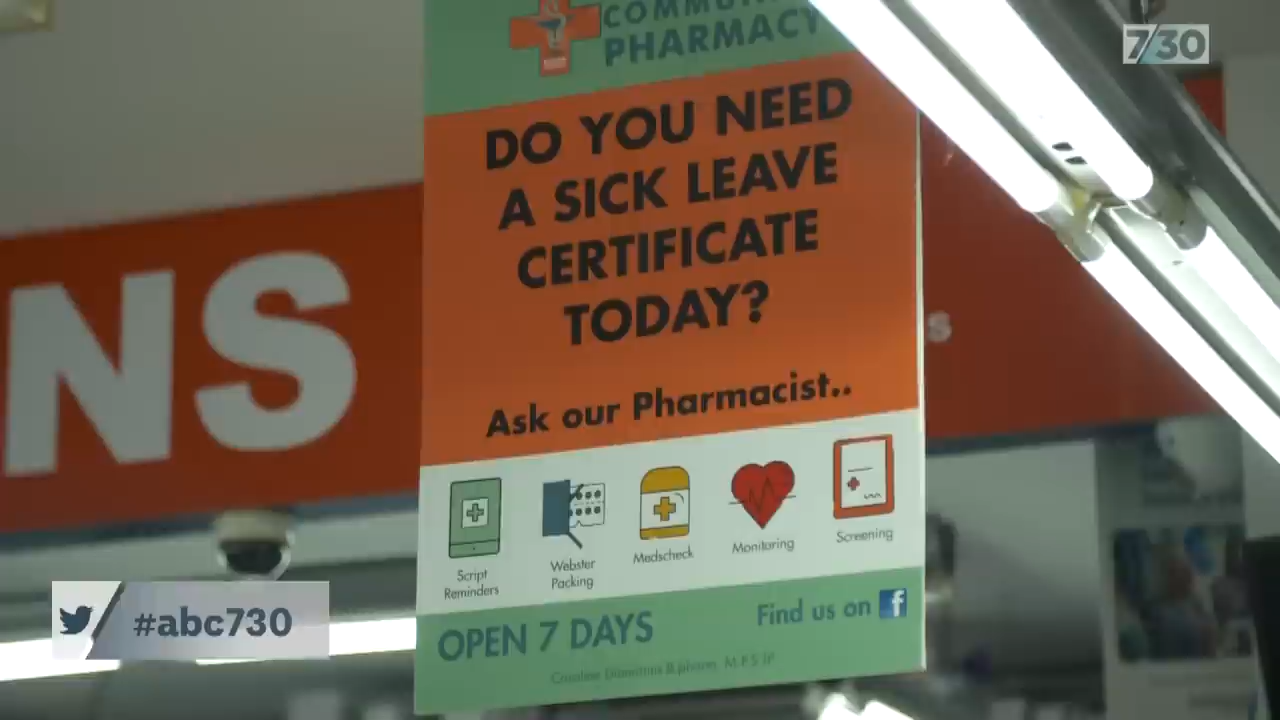 7/30
PHARMACY
DO YOU NEED
A SICK LEAVE
CERTIFICATE
TODAY?
Ask our Pharmacist..
NS
s
Script
Reminders
Webster
Packing
Medscheck
Monitoring
Screening
OPEN 7 DAYS
Find us on f
#abc730